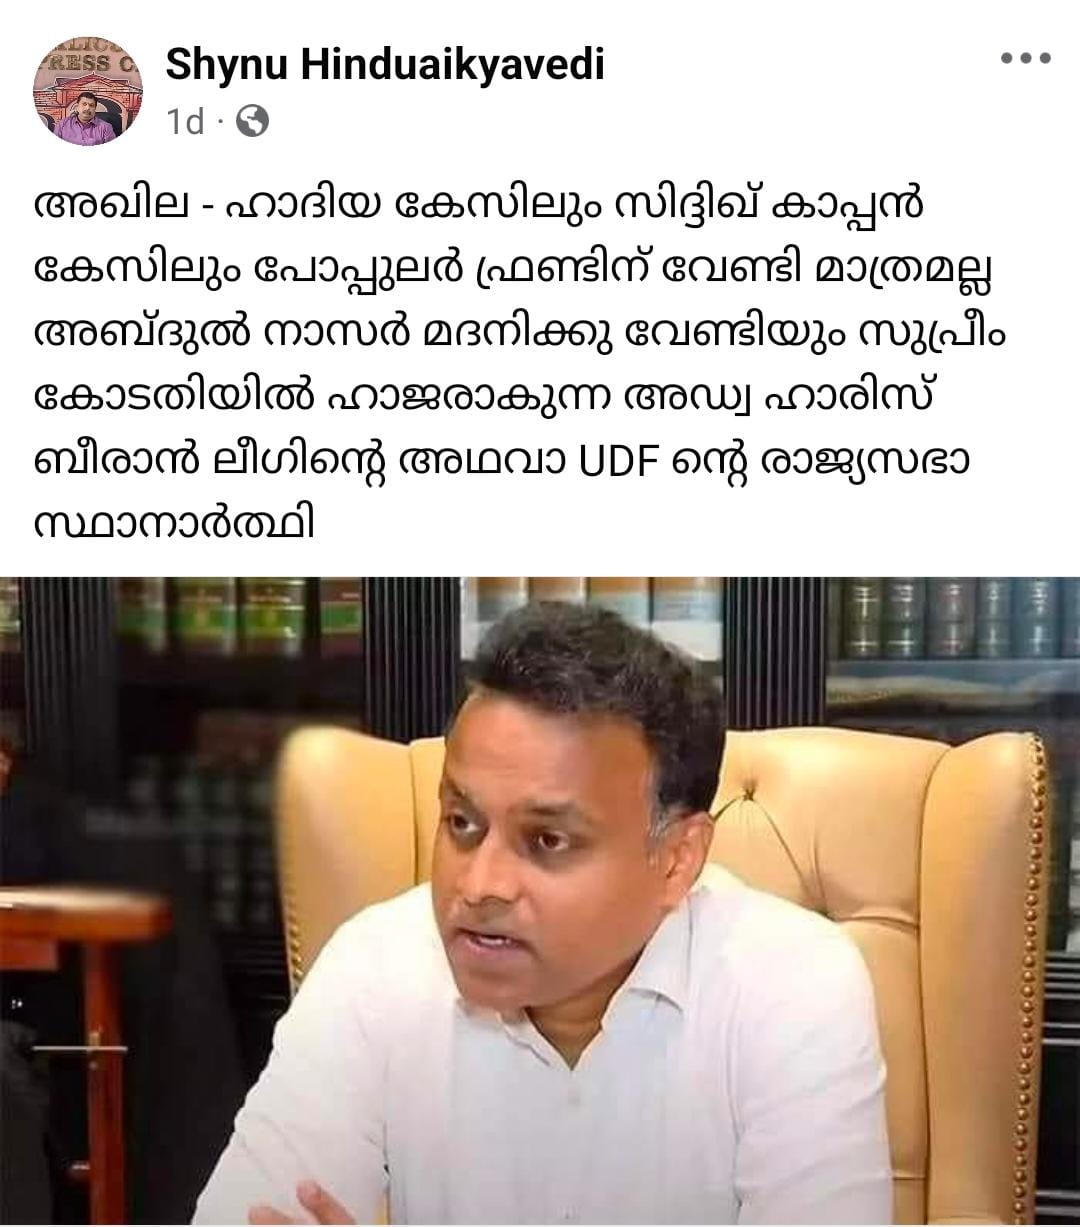 Shynu Hinduaikyavedi
1d ·
അഖില - ഹാദിയ കേസിലും സിദ്ദിഖ് കാപ്പൻ
കേസിലും പോപ്പുലർ ഫ്രണ്ടിന് വേണ്ടി മാത്രമല്ല
അബ്ദുൽ നാസർ മദനിക്കു വേണ്ടിയും സുപ്രീം
കോടതിയിൽ ഹാജരാകുന്ന അഡ്വ ഹാരിസ്
ബീരാൻ ലീഗിന്റെ അഥവാ UDF ന്റെ രാജ്യസഭാ
സ്ഥാനാർത്ഥി